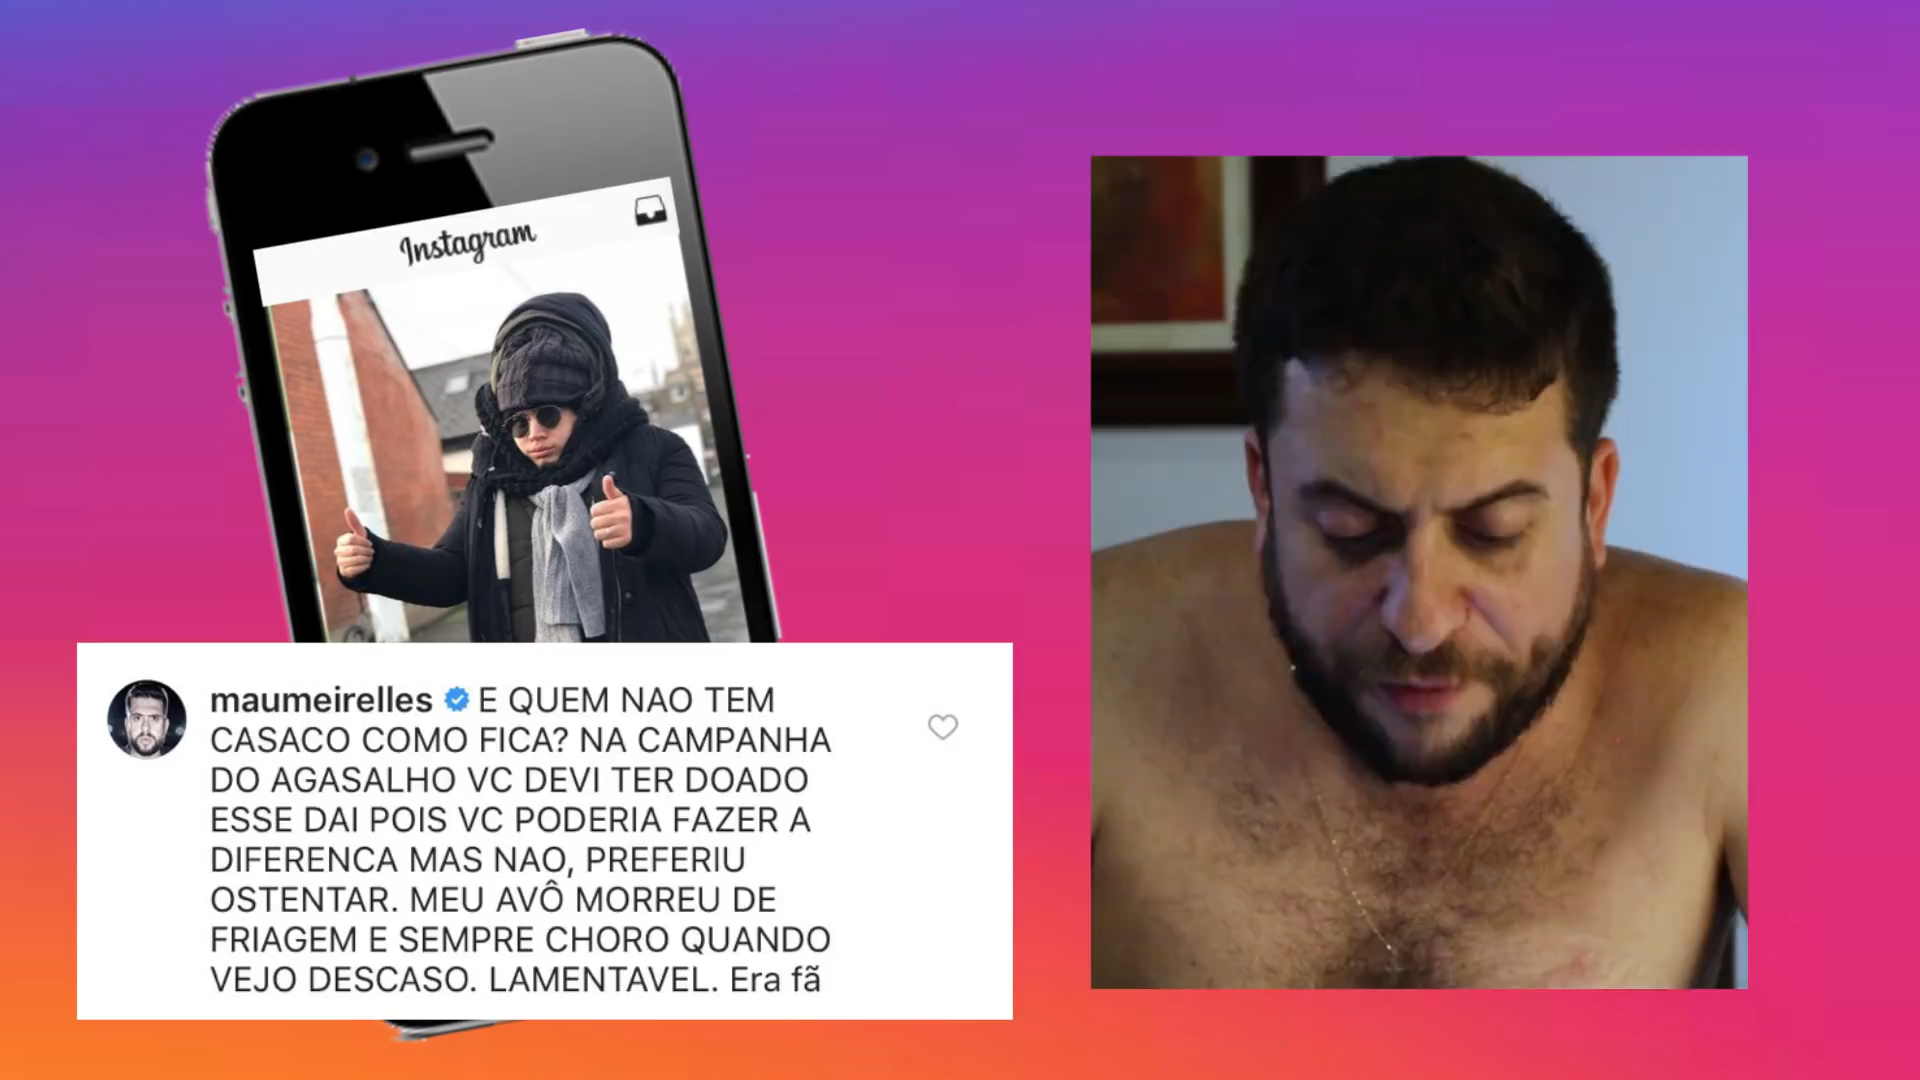 Instagram
maumeirelles E QUEM NAO TEM
CASACO COMO FICA? NA CAMPANHA
DO AGASALHO VC DEVI TER DOADO
ESSE DAI POIS VC PODERIA FAZER A
DIFERENCA MAS NAO, PREFERIU
OSTENTAR. MEU AVÔ MORREU DE
FRIAGEM E SEMPRE CHORO QUANDO
VEJO DESCASO. LAMENTAVEL. Era fã